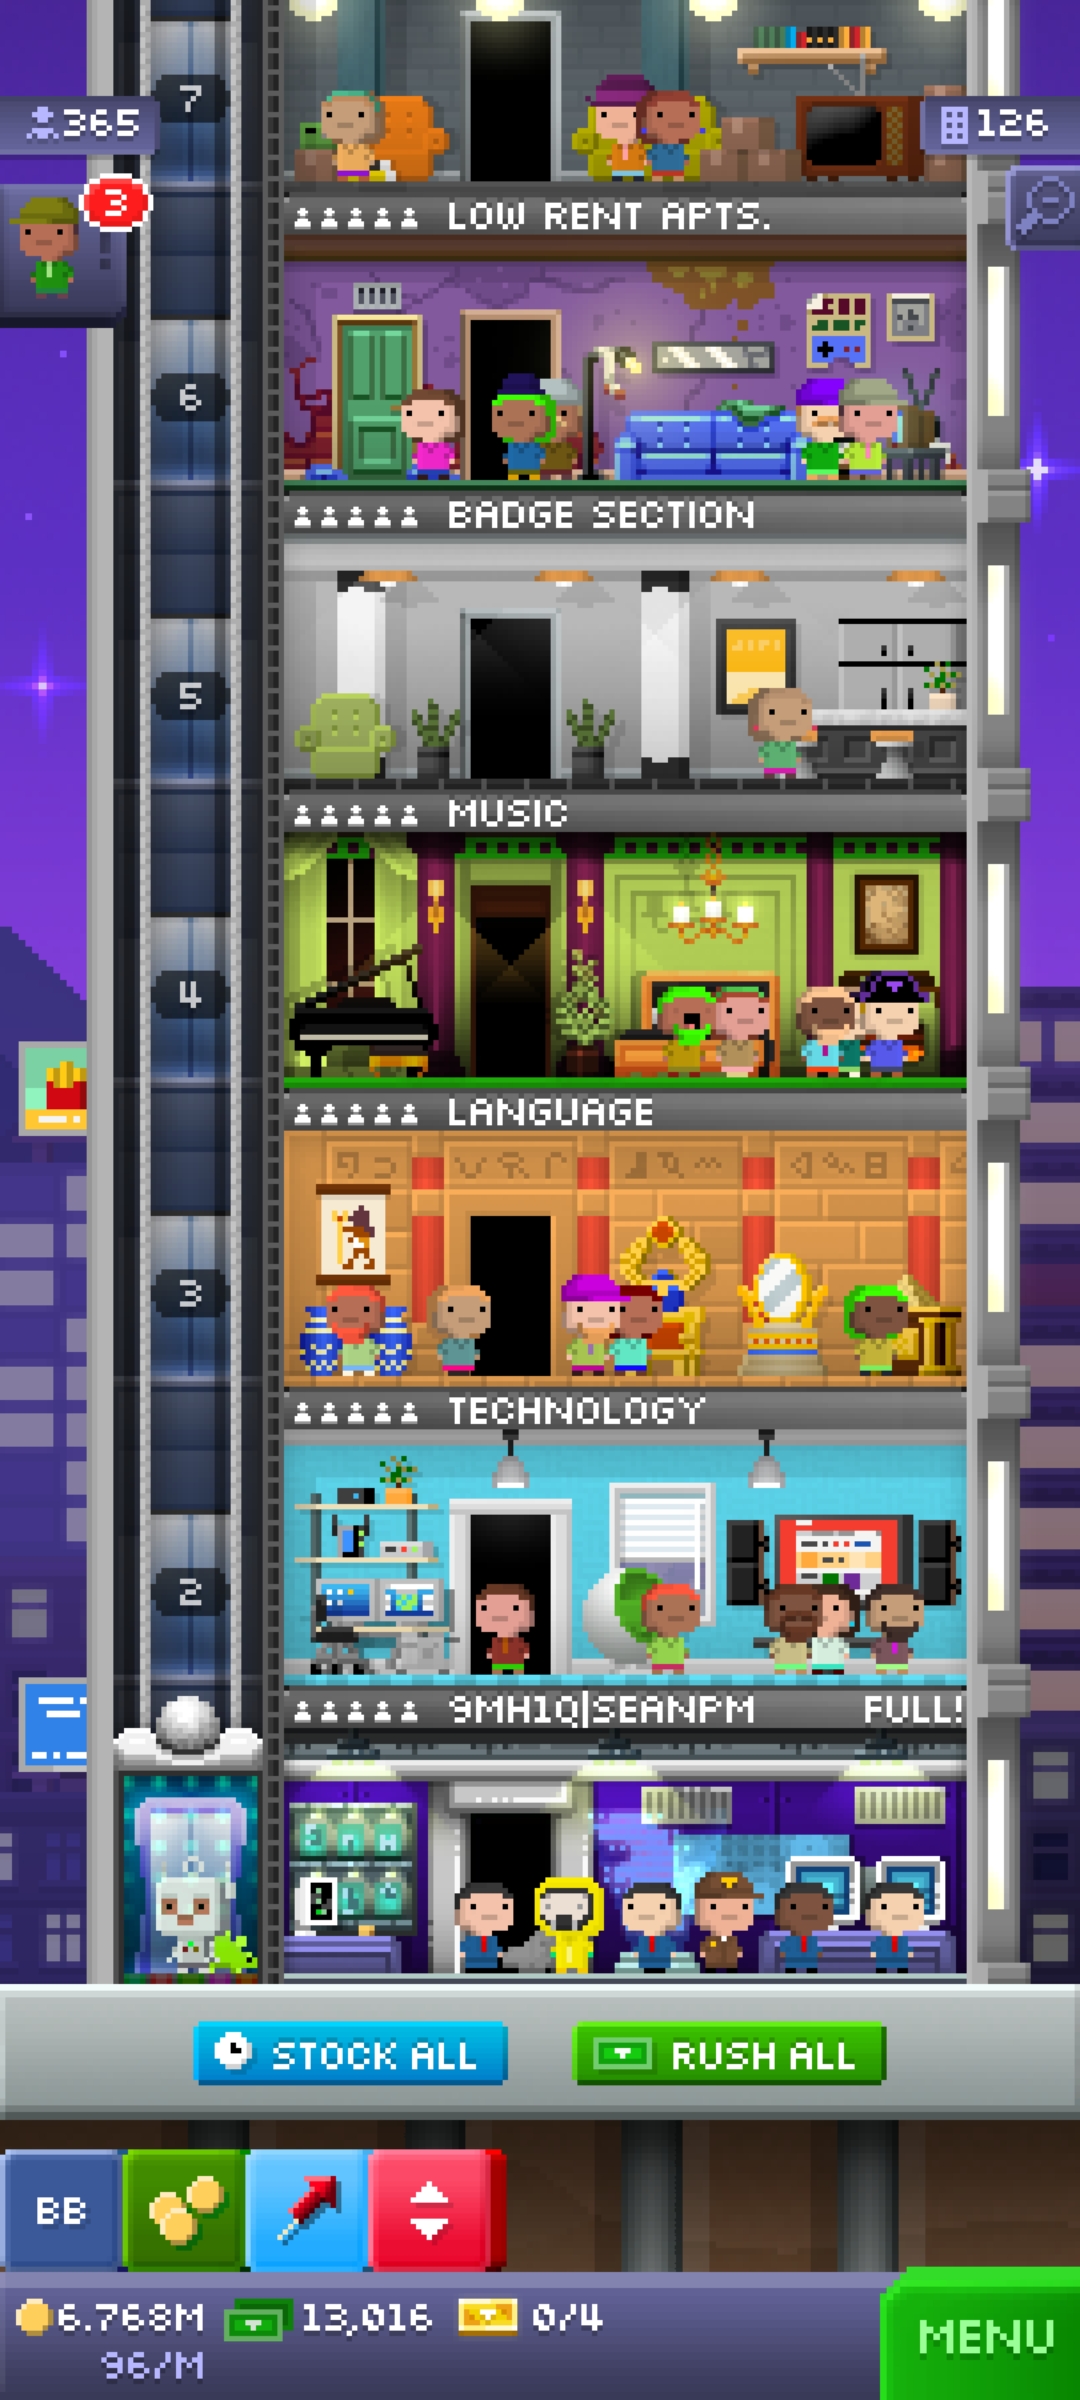 7
365
126
3
LOW RENT APTS.
6
BADGE SECTION
5
MUSIC
4
LANGUAGE
3
TECHNOLOGY
2
9MH1Q|SEANPM FULL!
STOCK ALL
RUSH ALL
BB
6.768M 13,016 0/4
96/M
MENU